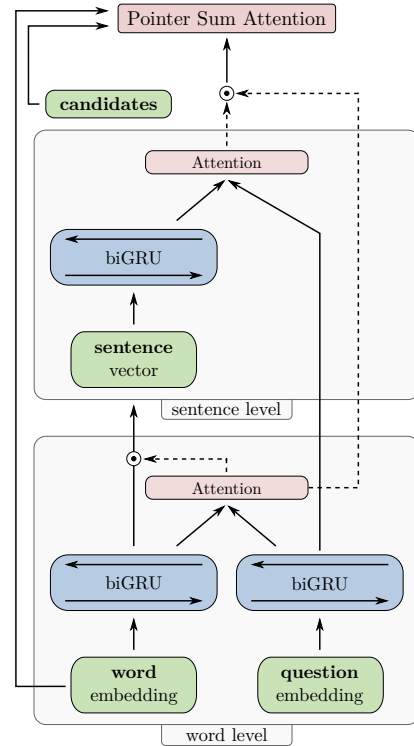 Pointer Sum Attention
candidates
Attention
biGRU
sentence
vector
sentence level
Attention
biGRU
biGRU
word
embedding
question
embedding
word level